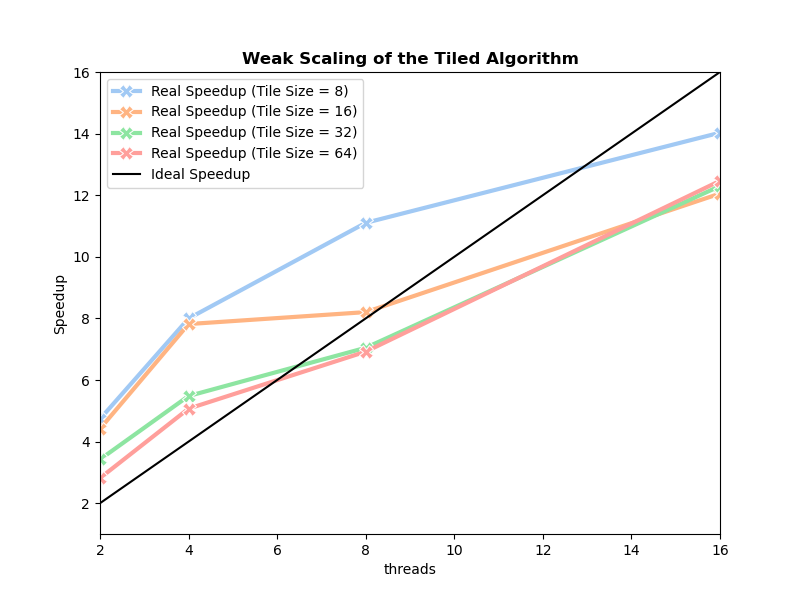 Weak Scaling of the Tiled Algorithm
Real Speedup (Tile Size = 8)
Real Speedup (Tile Size = 16)
Real Speedup (Tile Size = 32)
Real Speedup (Tile Size = 64)
Ideal Speedup
Speedup
16
14
12
10
8
6
4
2
2 4 6 8 10 12 14 16
threads